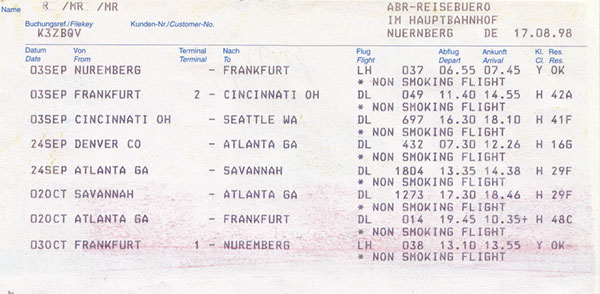 Name R /MR /MR ABR-REISEBUERO
IM HAUPTBAHNHOF
Buchungsref./Filekey Kunden-Nr./Customer-No.
K3ZBGV NUERNBERG DE 17.08.98
Datum Von Terminal Nach Flug Abflug Ankunft Kl. Res.
Date From Terminal To Flight Depart Arrival Cl. Res.
03SEP NUREMBERG - FRANKFURT LH 037 06.55 07.45 Y OK
* NON SMOKING FLIGHT
03SEP FRANKFURT 2 - CINCINNATI OH DL 049 11.40 14.55 H 42A
* NON SMOKING FLIGHT
03SEP CINCINNATI OH - SEATTLE WA DL 697 16.30 18.10 H 41F
* NON SMOKING FLIGHT
24SEP DENVER CO - ATLANTA GA DL 432 07.30 12.26 H 16G
* NON SMOKING FLIGHT
24SEP ATLANTA GA - SAVANNAH DL 1804 13.35 14.38 H 29F
* NON SMOKING FLIGHT
02OCT SAVANNAH - ATLANTA GA DL 1273 17.30 18.46 H 29F
* NON SMOKING FLIGHT
02OCT ATLANTA GA - FRANKFURT DL 014 19.45 10.35+ H 48C
* NON SMOKING FLIGHT
03OCT FRANKFURT 1 - NUREMBERG LH 038 13.10 13.55 Y OK
* NON SMOKING FLIGHT